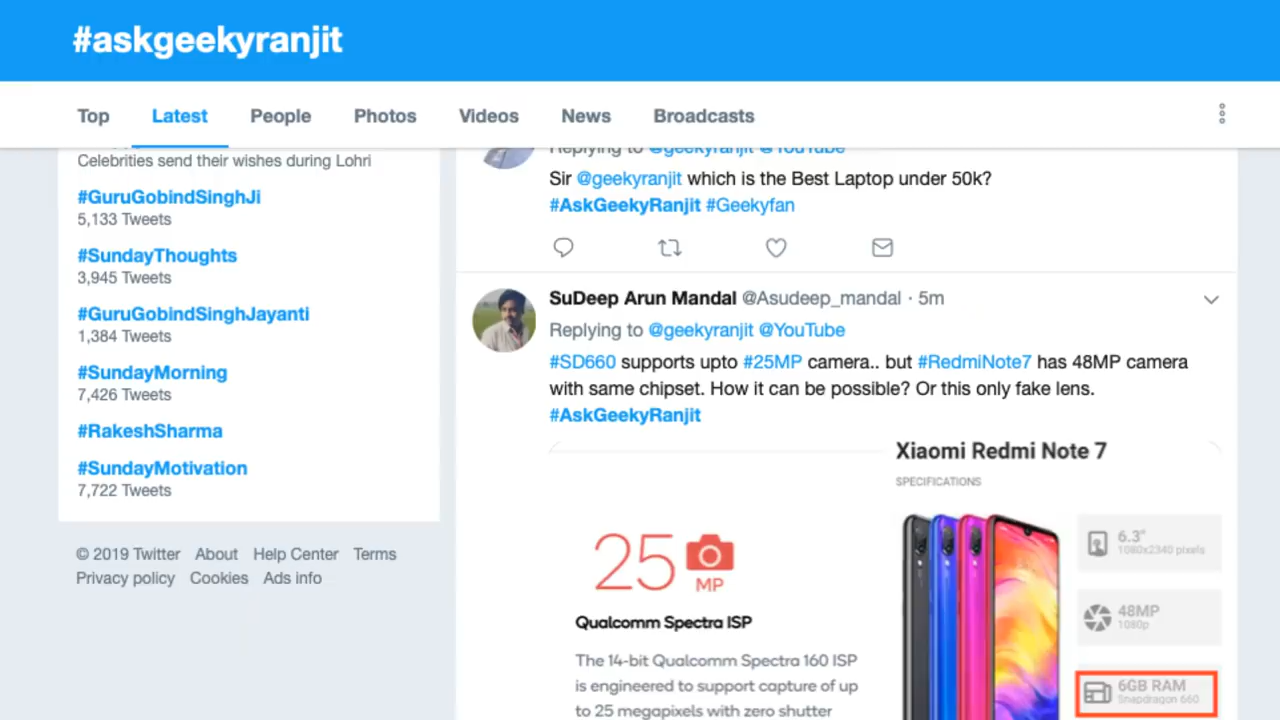 #askgeekyranjit
Top Latest People Photos Videos News Broadcasts
Celebrities send their wishes during Lohri
#GuruGobindSinghJi
5,133 Tweets
#SundayThoughts
3,945 Tweets
#GuruGobindSinghJayanti
1,384 Tweets
#SundayMorning
7,426 Tweets
#RakeshSharma
#SundayMotivation
7,722 Tweets
© 2019 Twitter About Help Center Terms
Privacy policy Cookies Ads info
Replying to @geekyranjit @YouTube
Sir @geekyranjit which is the Best Laptop under 50k?
#AskGeekyRanjit #Geekyfan
SuDeep Arun Mandal @Asudeep_mandal · 5m
Replying to @geekyranjit @YouTube
#SD660 supports upto #25MP camera.. but #RedmiNote7 has 48MP camera
with same chipset. How it can be possible? Or this only fake lens.
#AskGeekyRanjit
25 MP
Qualcomm Spectra ISP
The 14-bit Qualcomm Spectra 160 ISP
is engineered to support capture of up
to 25 megapixels with zero shutter
Xiaomi Redmi Note 7
SPECIFICATIONS
6.3"
1080x2340 pixels
48MP
1080p
6GB RAM
Snapdragon 660